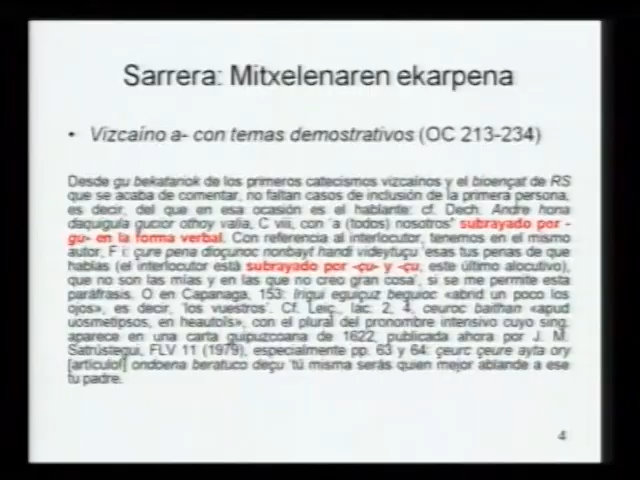 Sarrera: Mitxelenaren ekarpena
• Vizcaíno a- con temas demostrativos (OC 213-234)
Desde gu bekatariok de los primeros catecismos vizcaínos y el bioençat de RS
que se acaba de comentar, no faltan casos de inclusión de la primera persona,
es decir, del que en esa ocasión es el hablante: cf. Dech. Andre hona
daquigula gucior othoy valia, C viii, con 'a (todos) nosotros' subrayado por -
gu- en la forma verbal. Con referencia al interlocutor, tenemos en el mismo
autor, F i: çure pena dioçunoc nonbayt handi 'esas tus penas de que
hablas (el interlocutor está subrayado por -çu- y -çu, este último alocutivo),
que no son las mías y en las que no creo gran cosa', si se me permite esta
paráfrasis. O en Capanaga, 153: Irigui eguiçuz beguioc «abrid un poco los
ojos», es decir, 'los vuestros'. Cf. Leiç., Iac. 2, 4, ceuroc baithan «apud
uosmetipsos, en heautoîs», con el plural del pronombre intensivo cuyo sing.
aparece en una carta guipuzcoana de 1622, publicada ahora por J. M.
Satrústegui, FLV 11 (1979), especialmente pp. 63 y 64: çeurc çeure ayta ory
[artículo!] ondoena beratuco deçu 'tú misma serás quien mejor ablande a ese
tu padre.
4